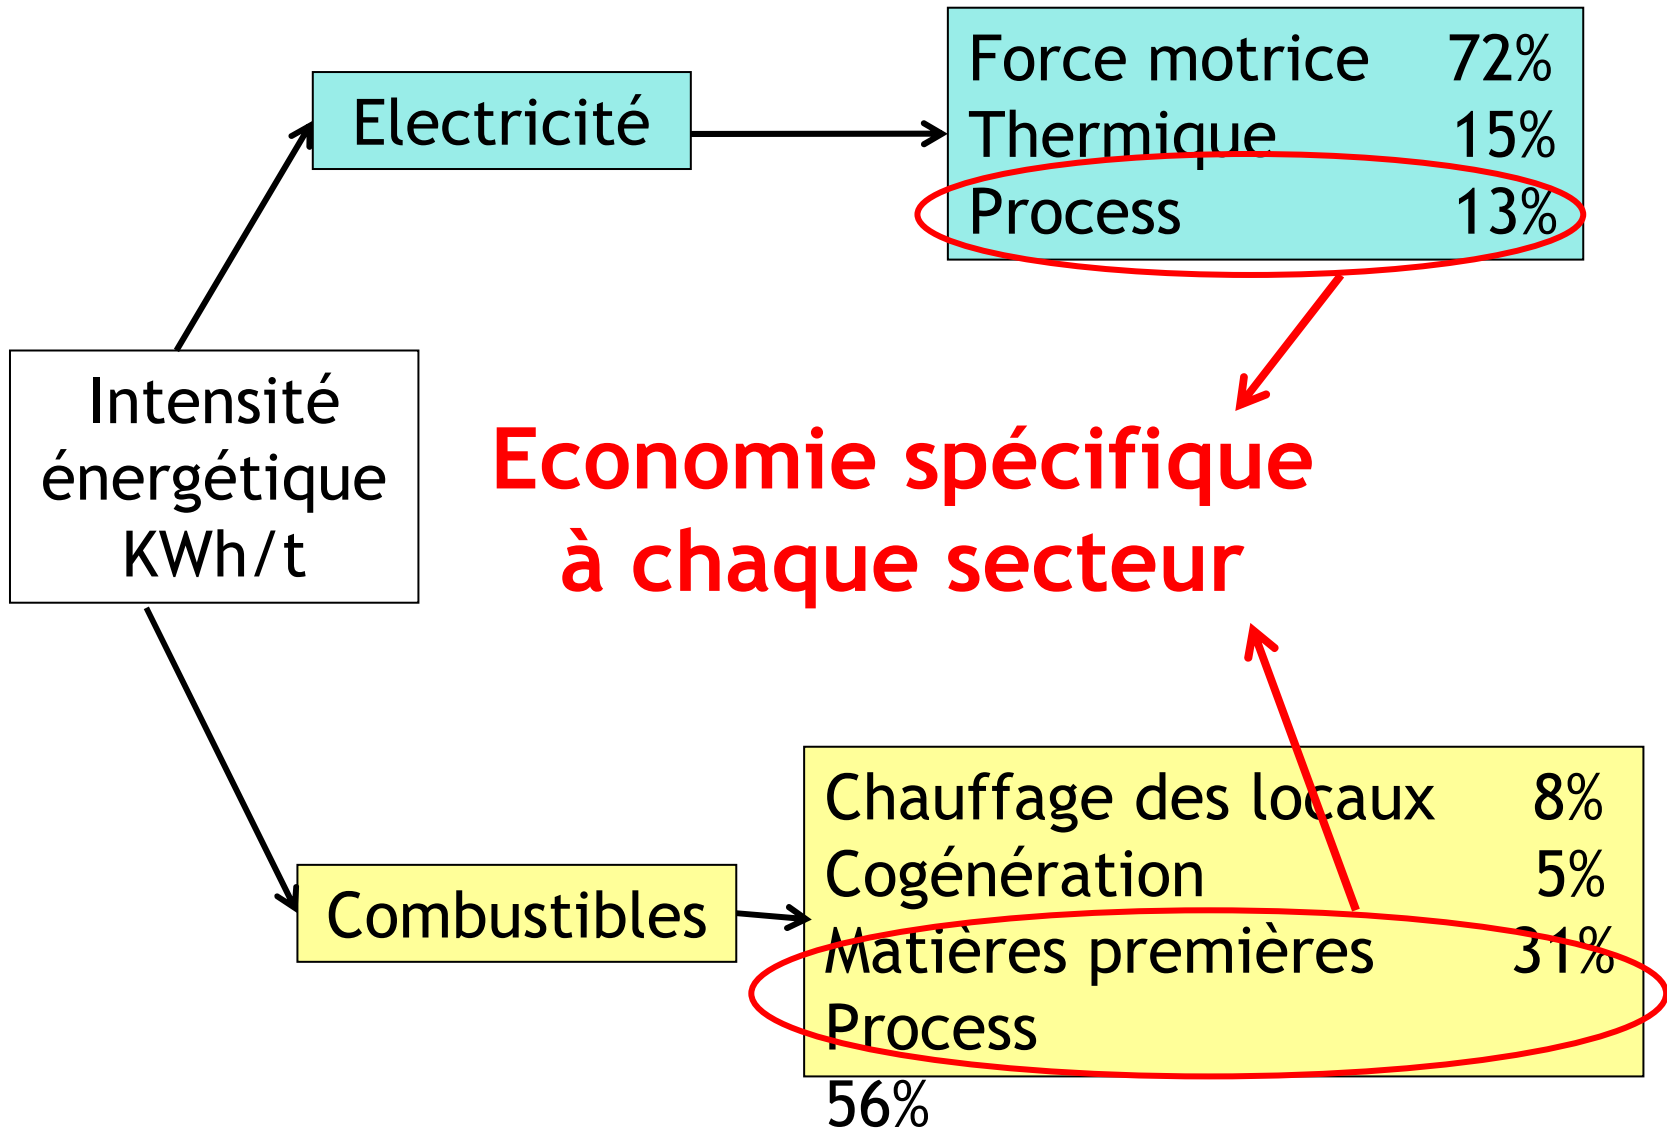 Force motrice 72%
Thermique 15%
Process 13%
Electricité
Intensité
énergétique
KWh/t
Economie spécifique
à chaque secteur
Chauffage des locaux 8%
Cogénération 5%
Matières premières 31%
Process
56%
Combustibles